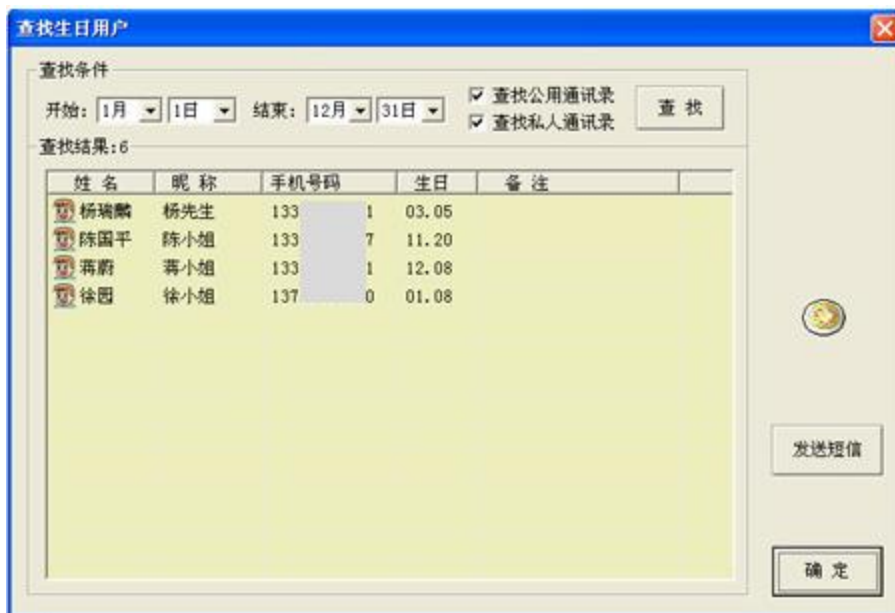 查找生日用户
查找条件
开始: 1月 1日 结束: 12月 31日 查找公用通讯录 查找私人通讯录 查 找
查找结果:6
姓 名 昵 称 手机号码 生日 备 注
杨瑞麟 杨先生 133 1 03.05
陈国平 陈小姐 133 7 11.20
蒋蔚 蒋小姐 133 1 12.08
徐园 徐小姐 137 0 01.08
发送短信
确 定